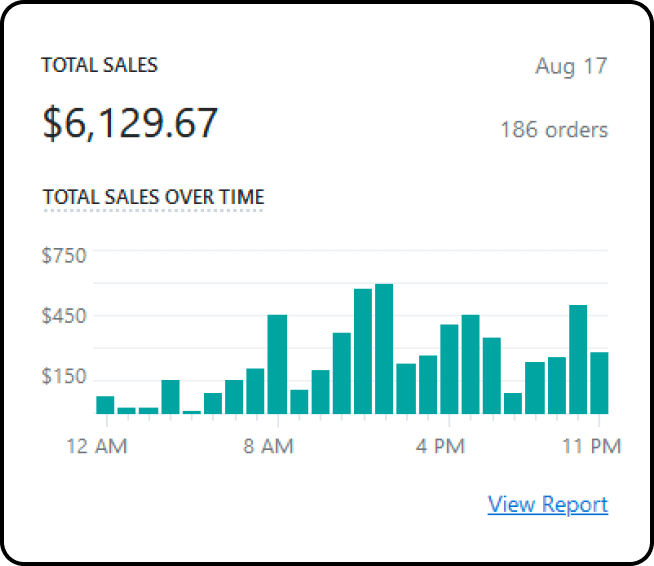 TOTAL SALES
Aug 17
$6,129.67
186 orders
TOTAL SALES OVER TIME
$750
$450
$150
12 AM 8 AM 4 PM 11 PM
View Report